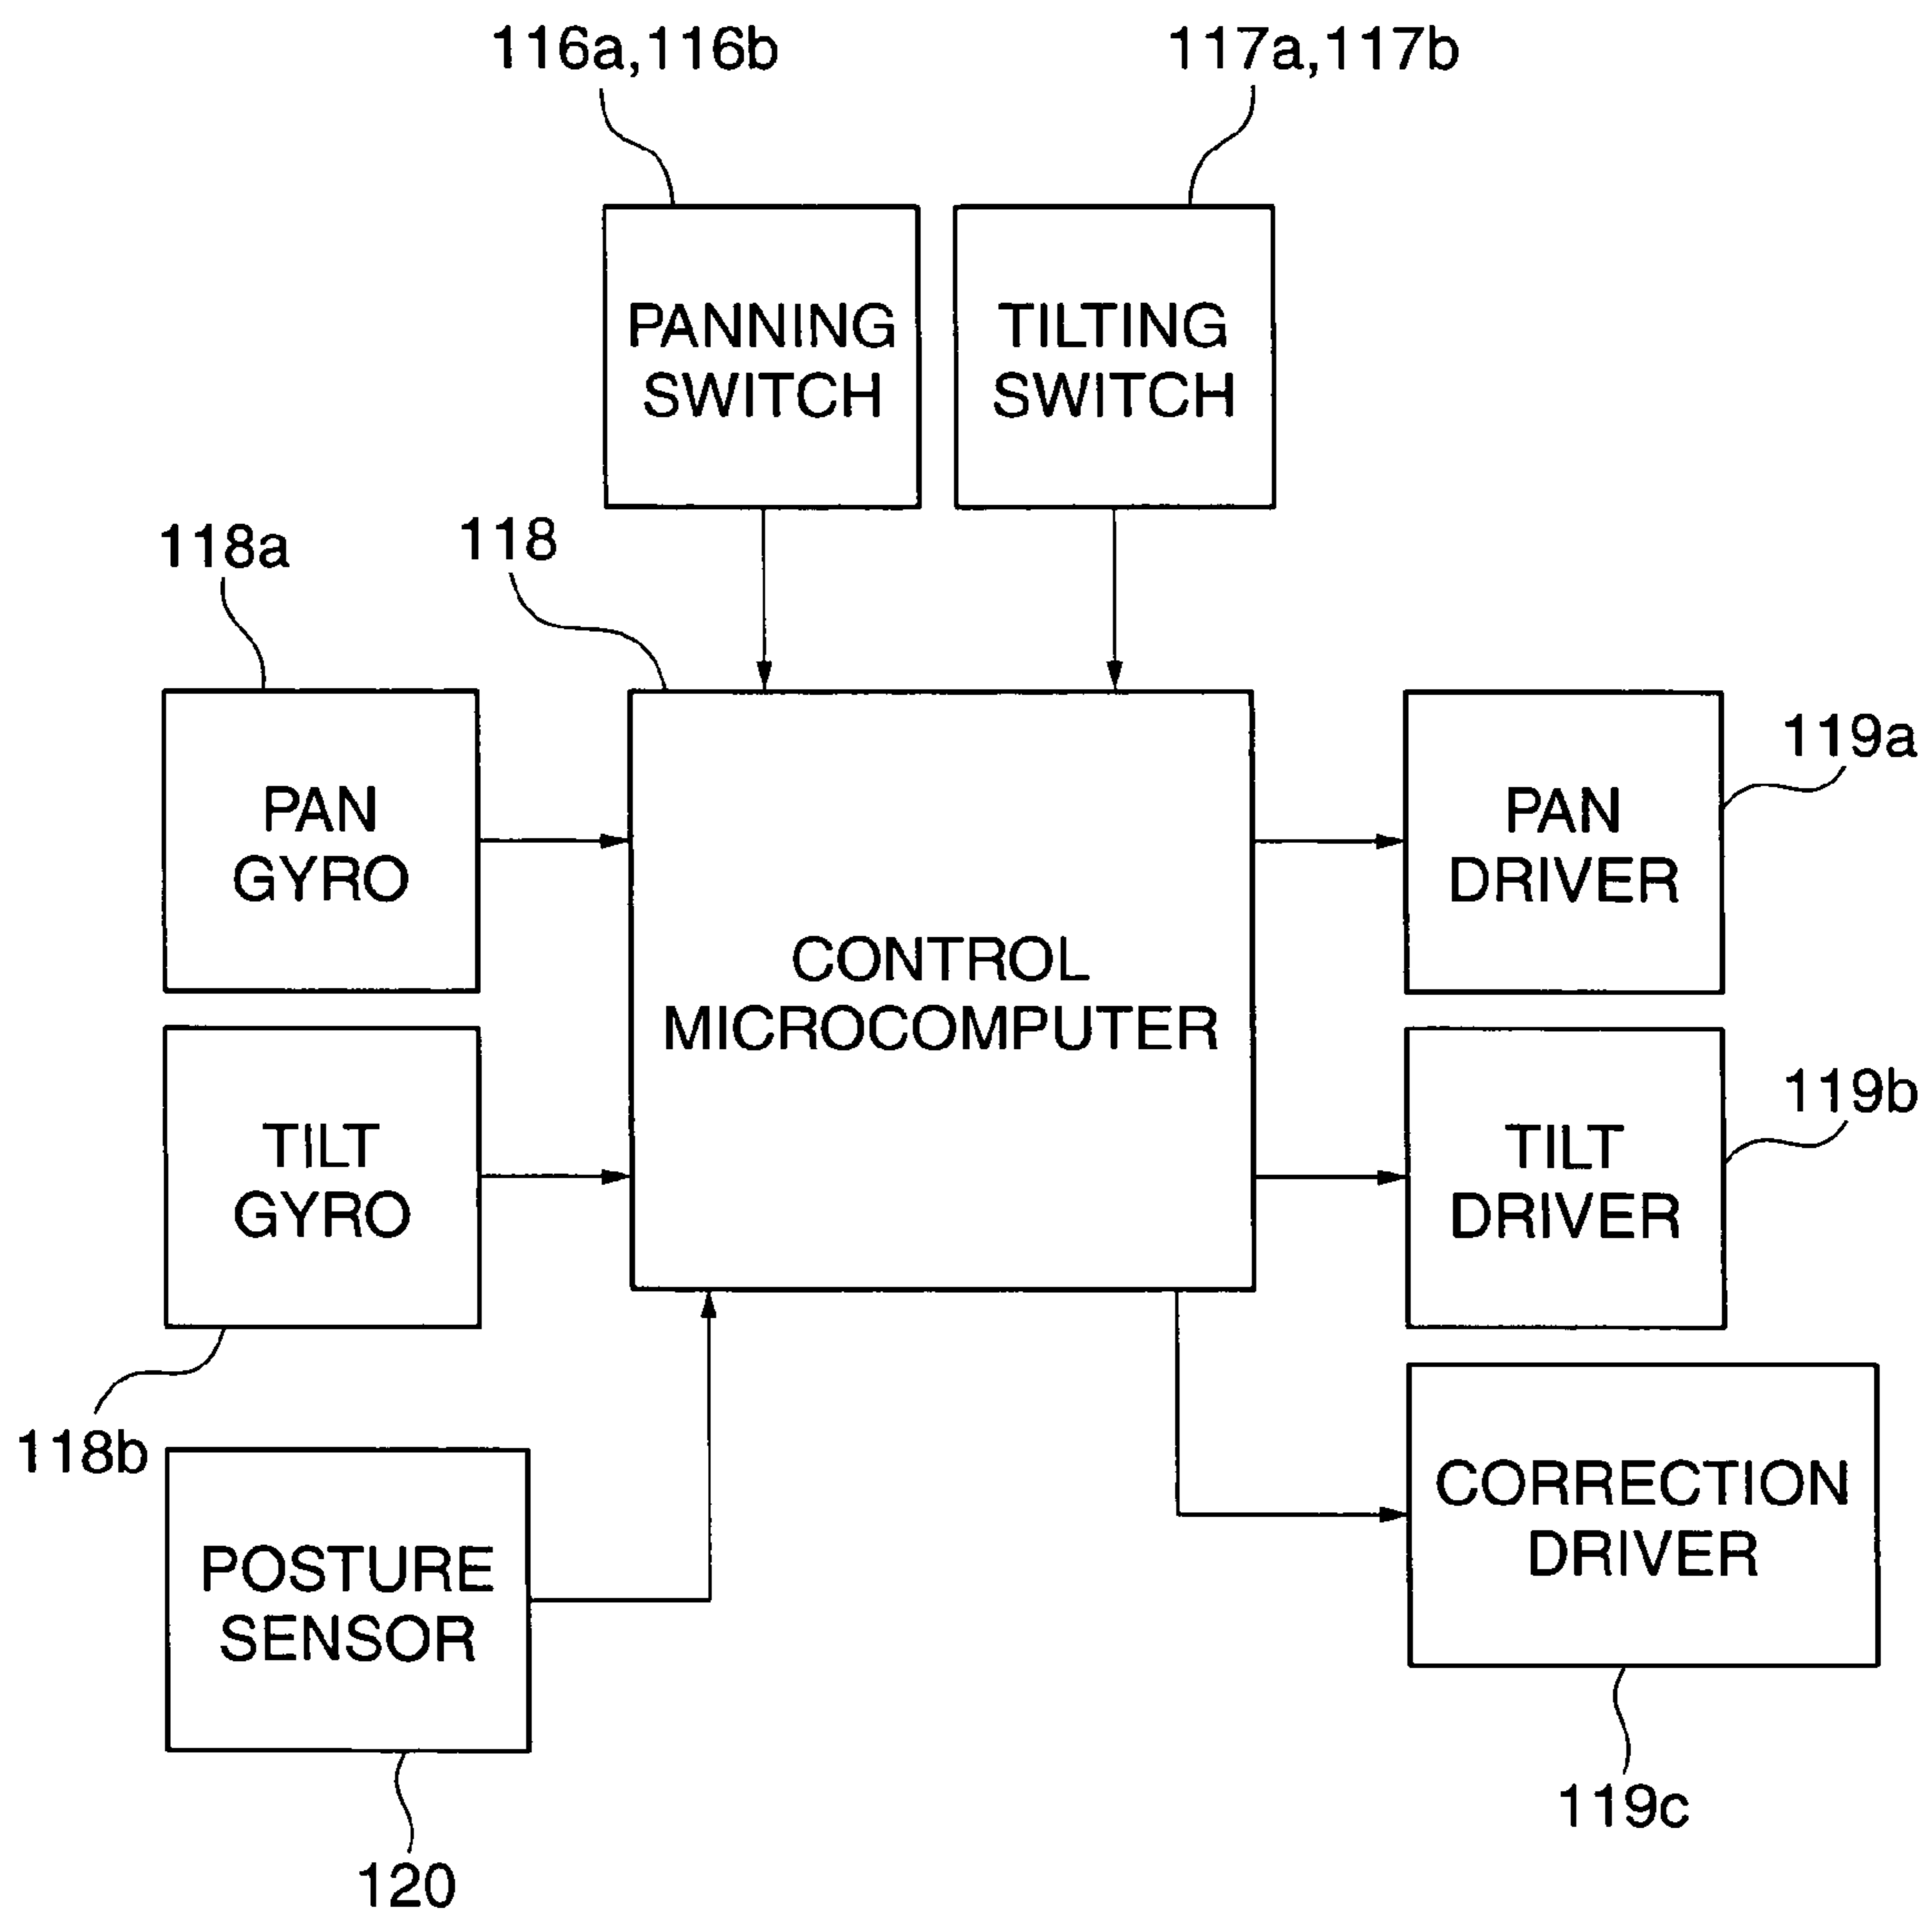 116a,116b
117a,117b
PANNING
SWITCH
TILTING
SWITCH
118a
118
PAN
GYRO
CONTROL
MICROCOMPUTER
PAN
DRIVER
119a
TILT
GYRO
TILT
DRIVER
119b
118b
POSTURE
SENSOR
CORRECTION
DRIVER
119c
120